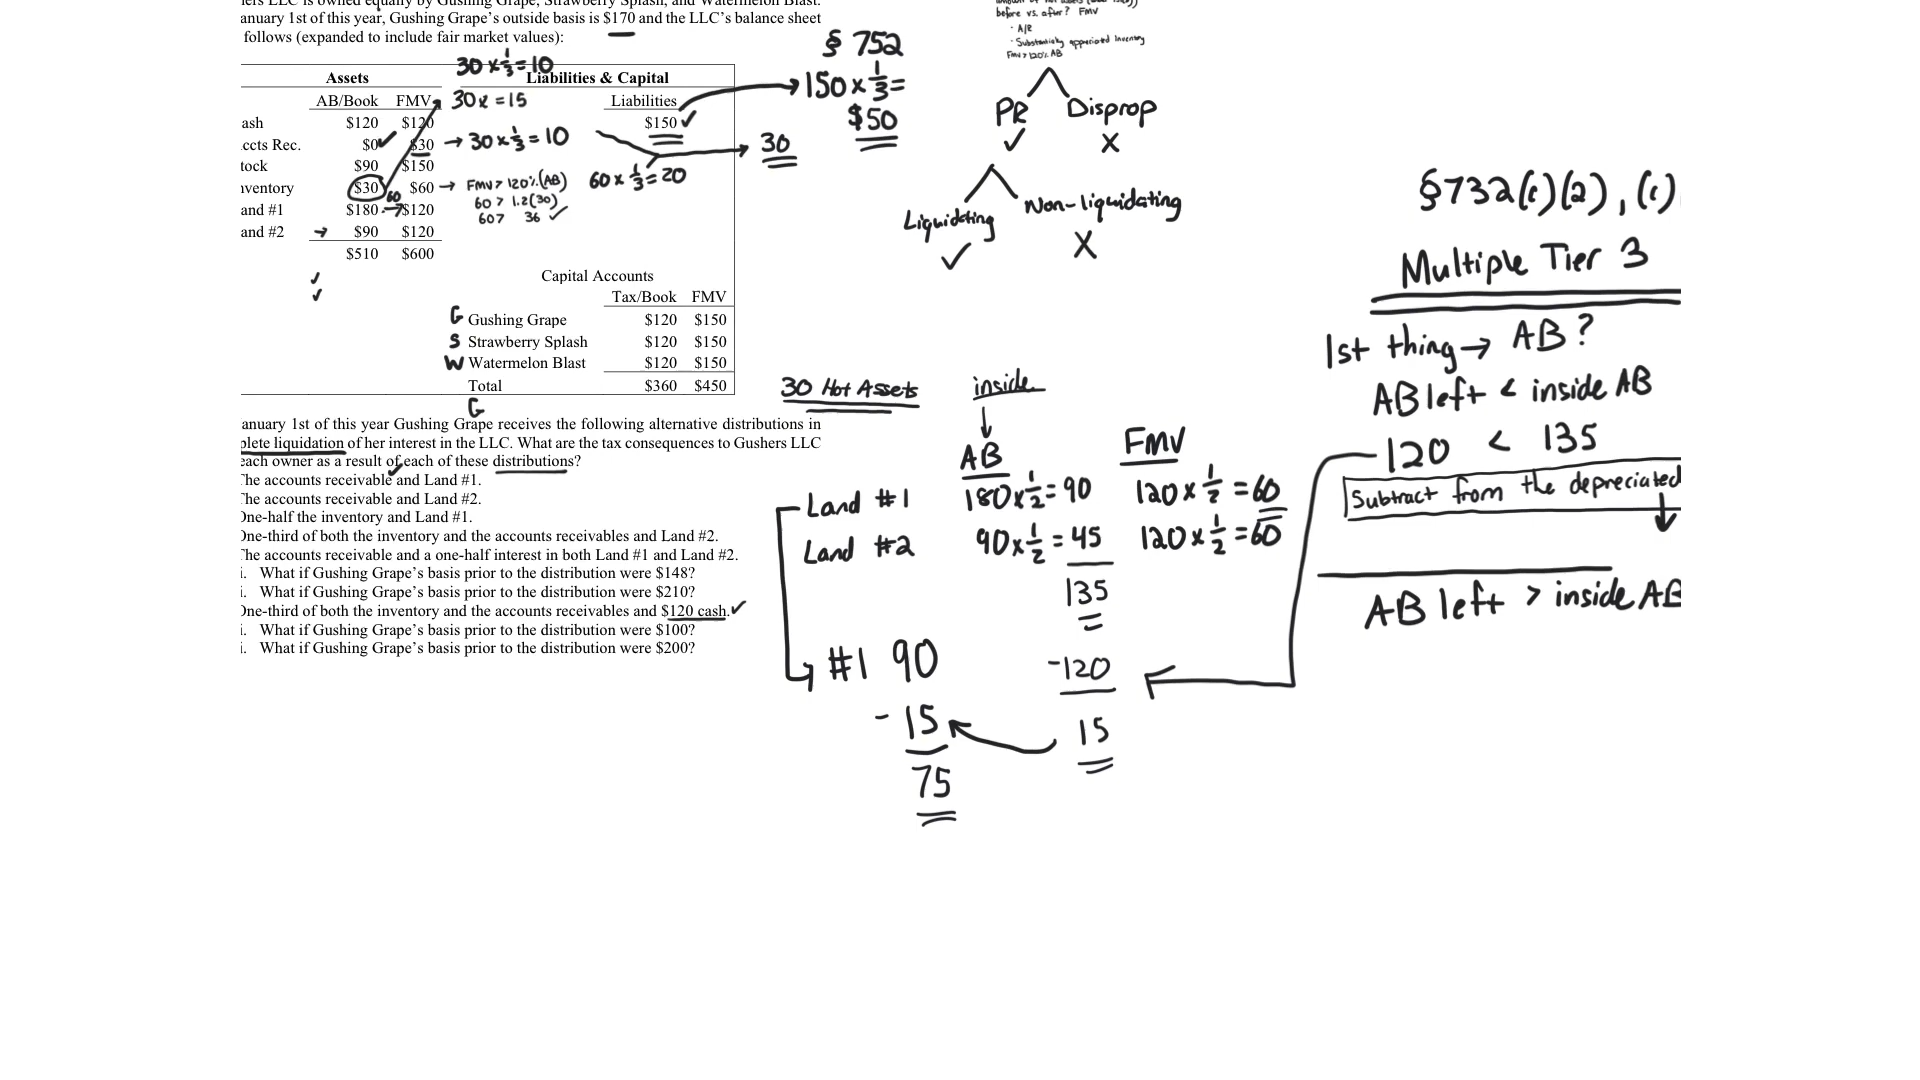 ners LLC is owned equally by Gushing Grape, Strawberry Splash, and Watermelon Blast.
anuary 1st of this year, Gushing Grape's outside basis is $170 and the LLC's balance sheet
follows (expanded to include fair market values):
Assets
Liabilities & Capital
AB/Book FMV
Liabilities
ash $120 $120
$150 ✓
ccts Rec. $0 ✓ $30
tock $90 $150
nventory $30 $60
and #1 $180 → $120
and #2 → $90 $120
$510 $600
60
30 x 1/3 = 10
30x = 15
→ 30 x 1/3 = 10
→ FMV > 120% (AB)
60 > 1.2(30)
60 > 36 ✓
60 x 1/3 = 20
30
✓
✓
Capital Accounts
Tax/Book FMV
G Gushing Grape $120 $150
S Strawberry Splash $120 $150
W Watermelon Blast $120 $150
Total $360 $450
G
anuary 1st of this year Gushing Grape receives the following alternative distributions in
plete liquidation of her interest in the LLC. What are the tax consequences to Gushers LLC
each owner as a result of each of these distributions?
The accounts receivable and Land #1.
The accounts receivable and Land #2.
One-half the inventory and Land #1.
One-third of both the inventory and the accounts receivables and Land #2.
The accounts receivable and a one-half interest in both Land #1 and Land #2.
i. What if Gushing Grape's basis prior to the distribution were $148?
i. What if Gushing Grape's basis prior to the distribution were $210?
One-third of both the inventory and the accounts receivables and $120 cash. ✓
i. What if Gushing Grape's basis prior to the distribution were $100?
i. What if Gushing Grape's basis prior to the distribution were $200?
§ 752
150 x 1/3 =
$50
before vs. after? FMV
· A/R
· Substantially appreciated Inventory
FMV > 120% AB
PR Disprop
✓ X
Liquidating Non-liquidating
✓ X
30 Hot Assets
inside
↓
AB FMV
Land #1 180 x 1/2 = 90 120 x 1/2 = 60
Land #2 90 x 1/2 = 45 120 x 1/2 = 60
135
-120
15
#1 90
- 15
75
§732(c)(2), (c)
Multiple Tier 3
1st thing → AB?
AB left < inside AB
120 < 135
Subtract from the depreciated
AB left > inside AB